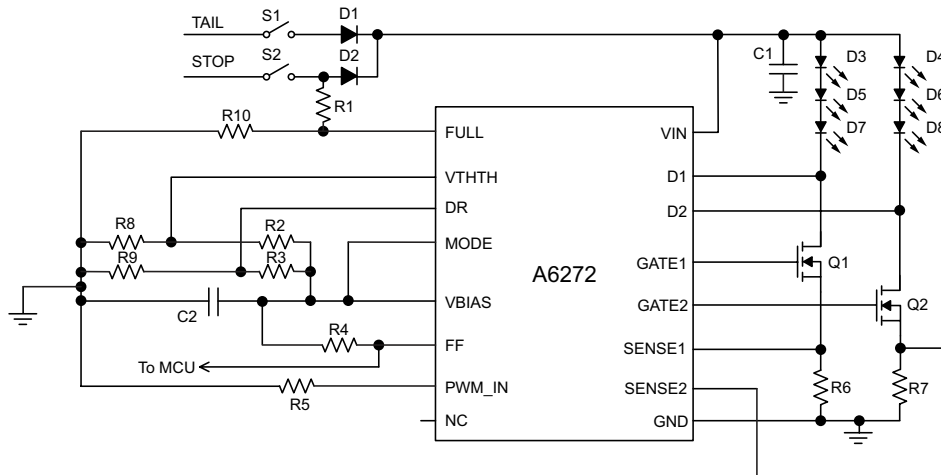 TAIL
S1
D1
STOP
S2
D2
R1
C1
D3
D4
D5
D6
D7
D8
R10
FULL
VIN
VTHTH
D1
DR
D2
R8
R2
MODE
R9
R3
A6272
GATE1
Q1
C2
VBIAS
GATE2
Q2
R4
FF
SENSE1
To MCU
R5
PWM_IN
SENSE2
R6
R7
NC
GND